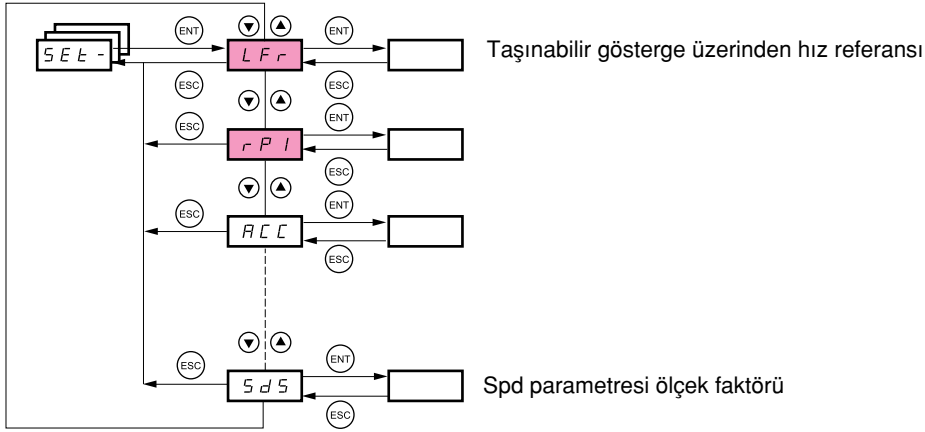 ENT ENT
SEt - LFr Taşınabilir gösterge üzerinden hız referansı
ESC ESC
ESC ENT
rPI
ESC
ESC ENT
ACC
ESC
ESC ENT
SdS Spd parametresi ölçek faktörü
ESC